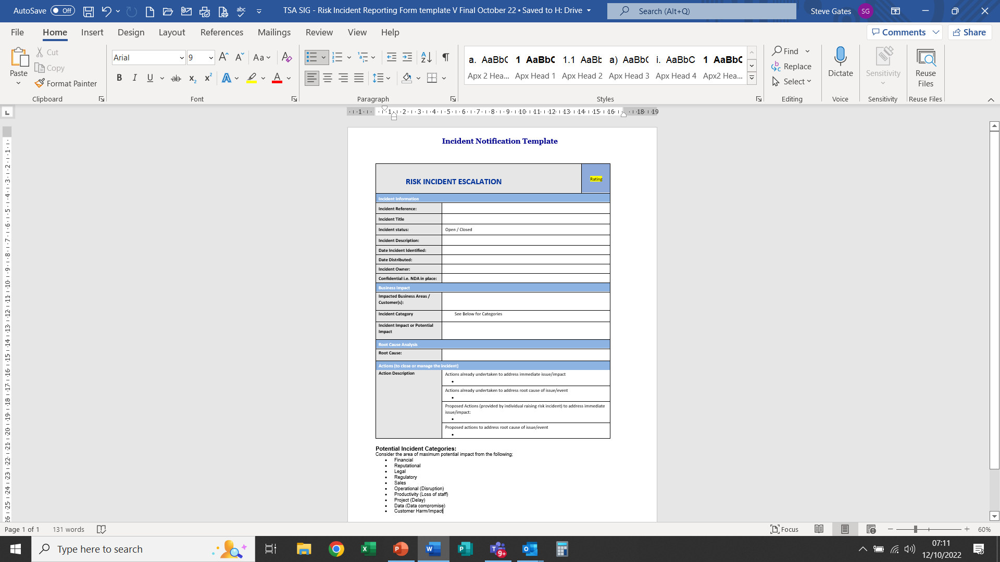 AutoSave Off TSA SIG - Risk Incident Reporting Form template V Final October 22 • Saved to H: Drive Search (Alt+Q) Steve Gates SG
File Home Insert Design Layout References Mailings Review View Help Comments Share
Paste Cut Copy Format Painter
Arial 9
a. AaBbC 1 AaBbC 1.1 AaBb a) AaBbC i. AaBbC 1 AaBbC
Apx 2 Hea... Apx Head 1 Apx Head 2 Apx Head 3 Apx Head 4 Apx2 Hea...
Find Replace Select
Dictate Sensitivity Reuse Files
Clipboard Font Paragraph Styles Editing Voice Sensitivity Reuse Files
Incident Notification Template
RISK INCIDENT ESCALATION Rating
Incident Information
Incident Reference:
Incident Title
Incident status: Open / Closed
Incident Description:
Date Incident Identified:
Date Distributed:
Incident Owner:
Confidential i.e. NDA in place:
Business Impact
Impacted Business Areas /
Customer(s):
Incident Category See Below for Categories
Incident Impact or Potential
Impact
Root Cause Analysis
Root Cause:
Actions (to close or manage the incident)
Action Description Actions already undertaken to address immediate issue/impact
•
Actions already undertaken to address root cause of issue/event
•
Proposed Actions (provided by individual raising risk incident) to address immediate
issue/impact:
•
Proposed actions to address root cause of issue/event
•
Potential Incident Categories:
Consider the area of maximum potential impact from the following;
• Financial
• Reputational
• Legal
• Regulatory
• Sales
• Operational (Disruption)
• Productivity (Loss of staff)
• Project (Delay)
• Data (Data compromise)
• Customer Harm/Impact
Page 1 of 1 131 words Focus 60%
Type here to search 9+ 07:11
12/10/2022